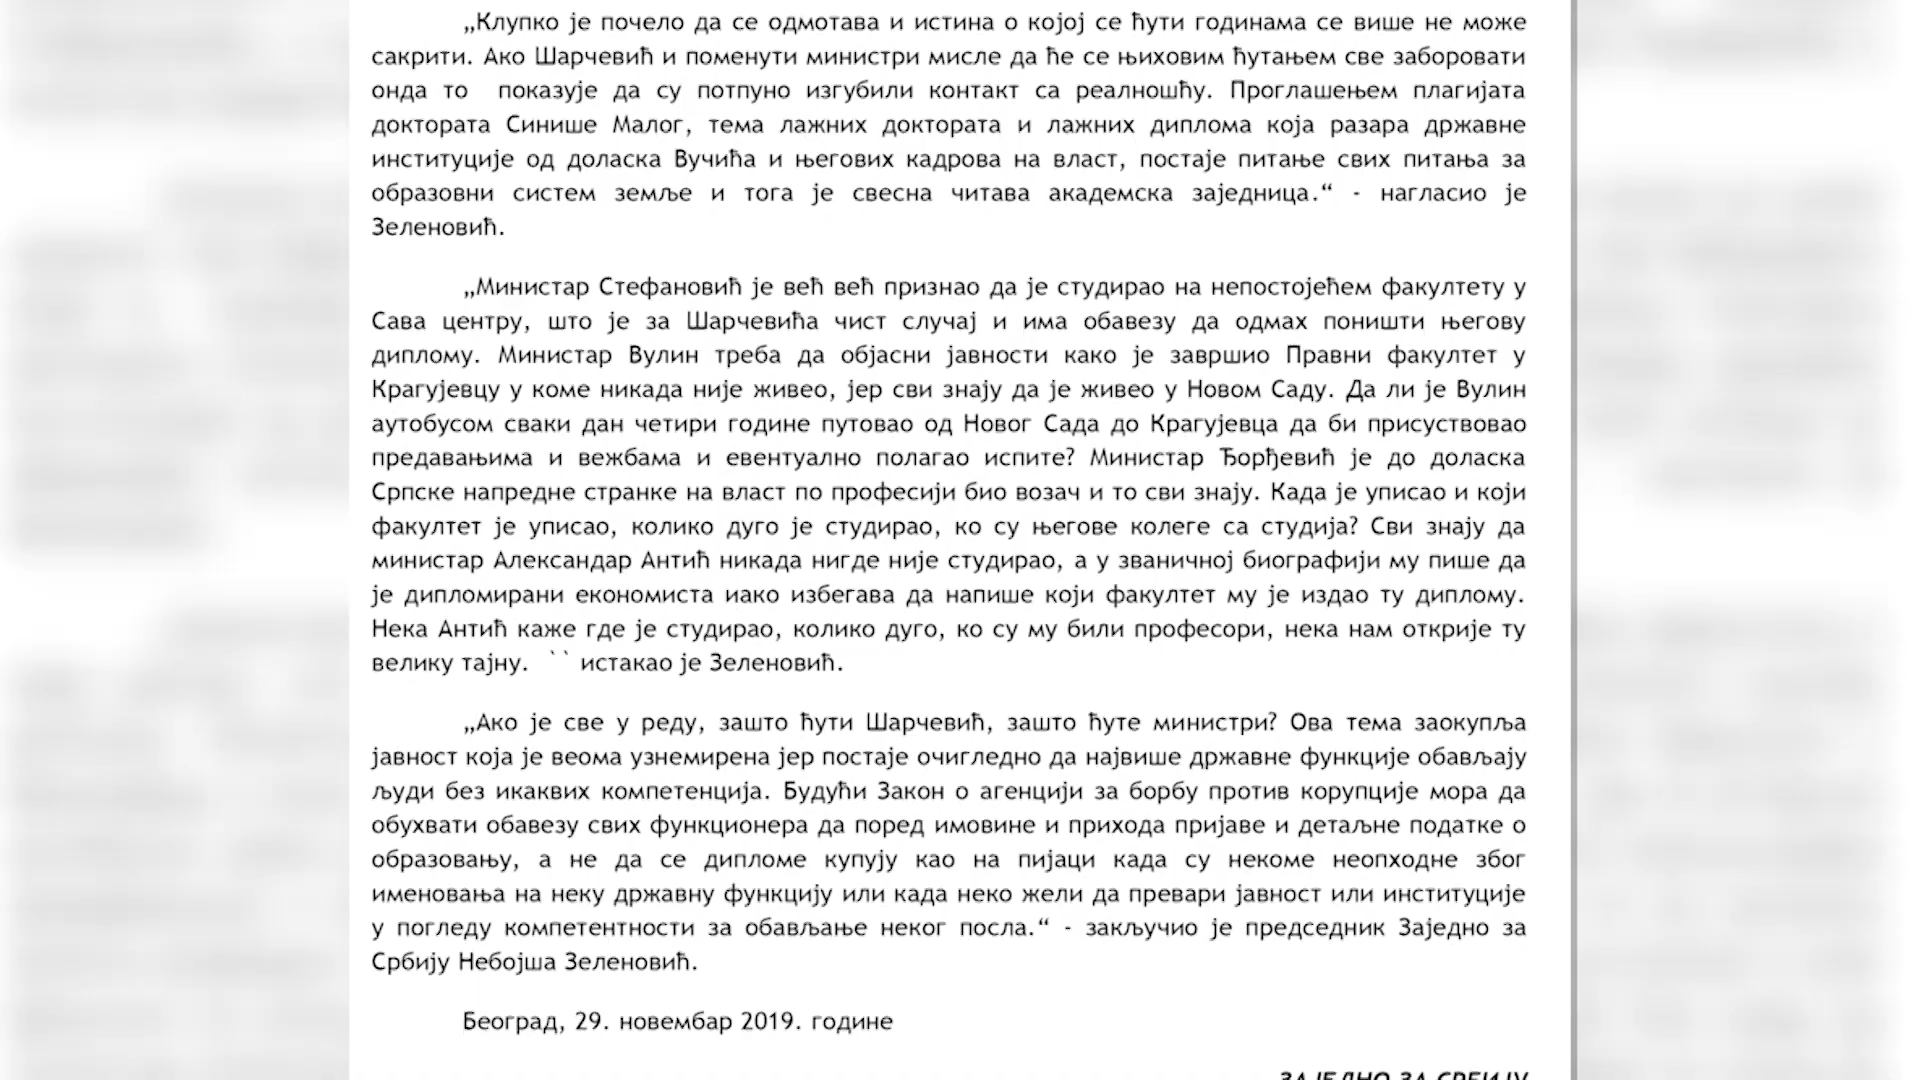 „Клупко је почело да се одмотава и истина о којој се ћути годинама се више не може
сакрити. Ако Шарчевић и поменути министри мисле да ће се њиховим ћутањем све заборовати
онда то показује да су потпуно изгубили контакт са реалношћу. Проглашењем плагијата
доктората Синише Малог, тема лажних доктората и лажних диплома која разара државне
институције од доласка Вучића и његових кадрова на власт, постаје питање свих питања за
образовни систем земље и тога је свесна читава академска заједница.“ - нагласио је
Зеленовић.
„Министар Стефановић је већ већ признао да је студирао на непостојећем факултету у
Сава центру, што је за Шарчевића чист случај и има обавезу да одмах поништи његову
диплому. Министар Вулин треба да објасни јавности како је завршио Правни факултет у
Крагујевцу у коме никада није живео, јер сви знају да је живео у Новом Саду. Да ли је Вулин
аутобусом сваки дан четири године путовао од Новог Сада до Крагујевца да би присуствовао
предавањима и вежбама и евентуално полагао испите? Министар Ђорђевић је до доласка
Српске напредне странке на власт по професији био возач и то сви знају. Када је уписао и који
факултет је уписао, колико дуго је студирао, ко су његове колеге са студија? Сви знају да
министар Александар Антић никада нигде није студирао, а у званичној биографији му пише да
је дипломирани економиста иако избегава да напише који факултет му је издао ту диплому.
Нека Антић каже где је студирао, колико дуго, ко су му били професори, нека нам открије ту
велику тајну. `` истакао је Зеленовић.
„Ако је све у реду, зашто ћути Шарчевић, зашто ћуте министри? Ова тема заокупља
јавност која је веома узнемирена јер постаје очигледно да највише државне функције обављају
људи без икаквих компетенција. Будући Закон о агенцији за борбу против корупције мора да
обухвати обавезу свих функционера да поред имовине и прихода пријаве и детаљне податке о
образовању, а не да се дипломе купују као на пијаци када су некоме неопходне због
именовања на неку државну функцију или када неко жели да превари јавност или институције
у погледу компетентности за обављање неког посла.“ - закључио је председник Заједно за
Србију Небојша Зеленовић.
Београд, 29. новембар 2019. године
ЗАЈЕДНО ЗА СРБИЈУ